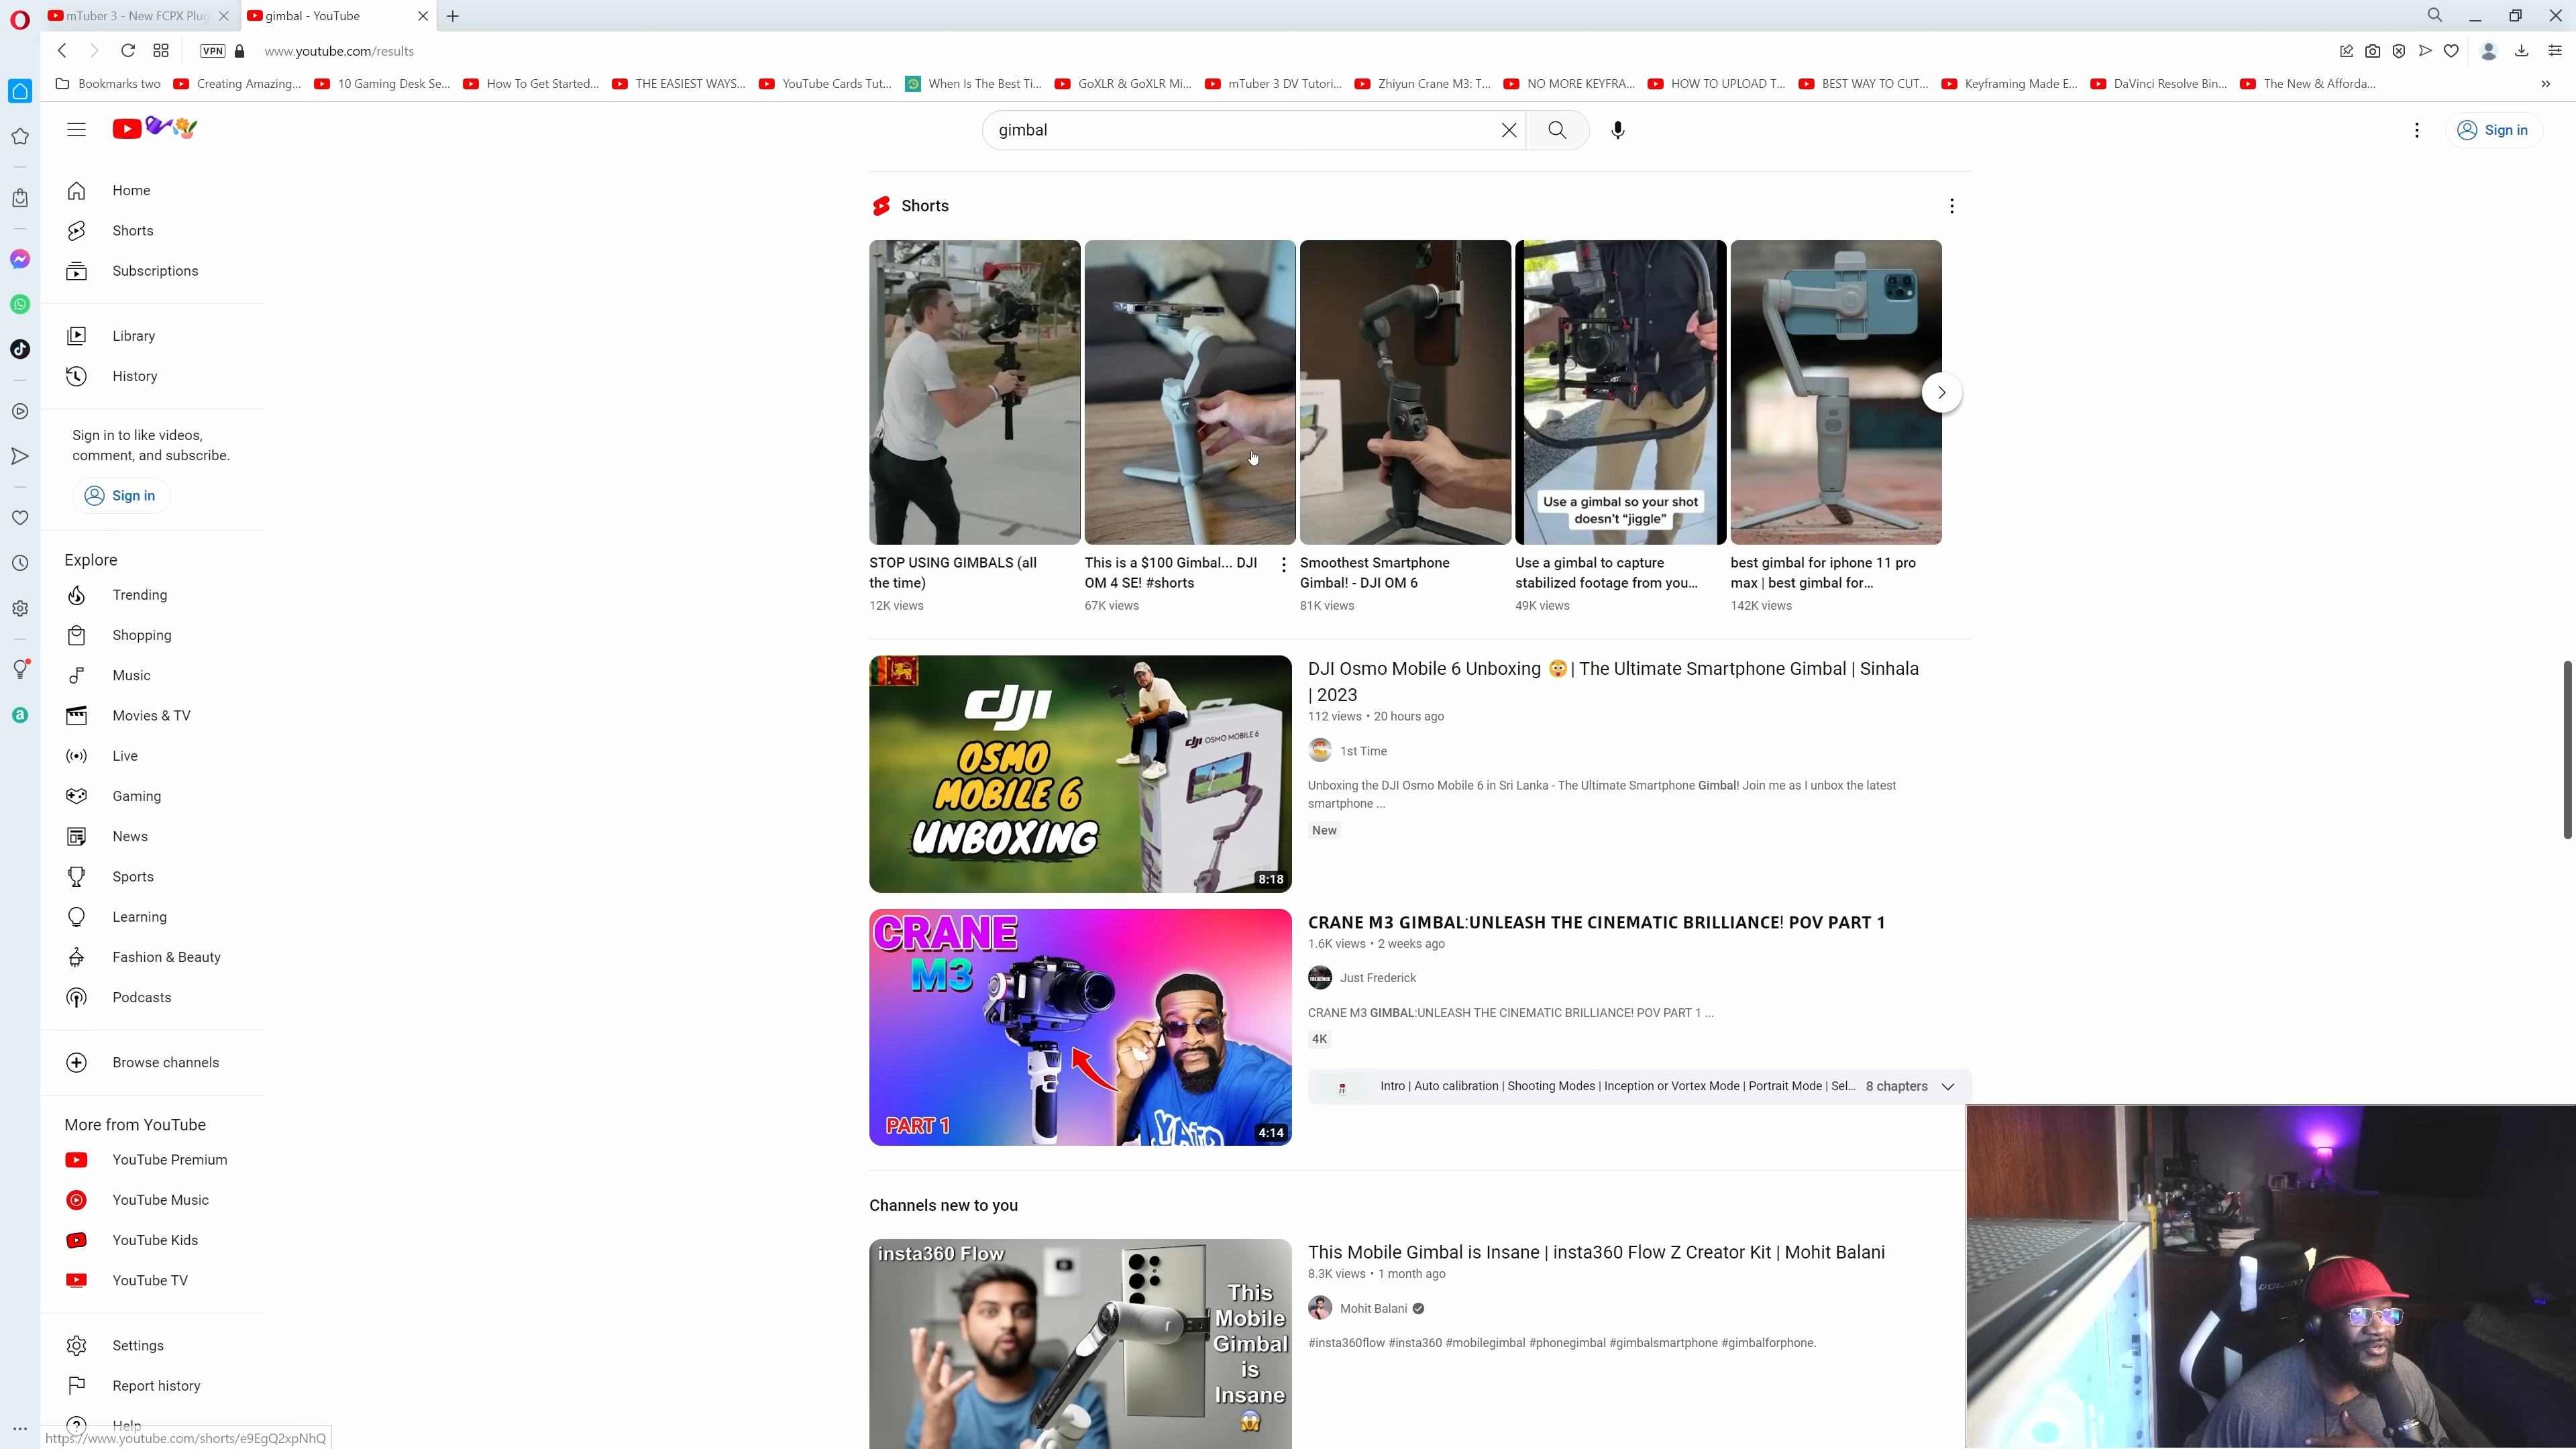 mTuber 3 - New FCPX Plug
gimbal - YouTube
VPN
www.youtube.com/results
Bookmarks two
Creating Amazing...
10 Gaming Desk Se...
How To Get Started...
THE EASIEST WAYS...
YouTube Cards Tut...
When Is The Best Ti...
GoXLR & GoXLR Mi...
mTuber 3 DV Tutori...
Zhiyun Crane M3: T...
NO MORE KEYFRA...
HOW TO UPLOAD T...
BEST WAY TO CUT...
Keyframing Made E...
DaVinci Resolve Bin...
The New & Afforda...
gimbal
Sign in
Home
Shorts
Subscriptions
Library
History
Sign in to like videos,
comment, and subscribe.
Sign in
Explore
Trending
Shopping
Music
Movies & TV
Live
Gaming
News
Sports
Learning
Fashion & Beauty
Podcasts
Browse channels
More from YouTube
YouTube Premium
YouTube Music
YouTube Kids
YouTube TV
Settings
Report history
Help
https://www.youtube.com/shorts/e9EgQ2xpNhQ
Shorts
Use a gimbal so your shot
doesn't "jiggle"
STOP USING GIMBALS (all
the time)
12K views
This is a $100 Gimbal... DJI
OM 4 SE! #shorts
67K views
Smoothest Smartphone
Gimbal! - DJI OM 6
81K views
Use a gimbal to capture
stabilized footage from you...
49K views
best gimbal for iphone 11 pro
max | best gimbal for...
142K views
dji
OSMO
MOBILE 6
UNBOXING
dji OSMO MOBILE 6
8:18
DJI Osmo Mobile 6 Unboxing 😳| The Ultimate Smartphone Gimbal | Sinhala
| 2023
112 views • 20 hours ago
1st Time
Unboxing the DJI Osmo Mobile 6 in Sri Lanka - The Ultimate Smartphone Gimbal! Join me as I unbox the latest
smartphone ...
New
CRANE
M3
PART 1
4:14
CRANE M3 GIMBAL:UNLEASH THE CINEMATIC BRILLIANCE! POV PART 1
1.6K views • 2 weeks ago
Just Frederick
CRANE M3 GIMBAL:UNLEASH THE CINEMATIC BRILLIANCE! POV PART 1 ...
4K
Intro | Auto calibration | Shooting Modes | Inception or Vortex Mode | Portrait Mode | Sel...
8 chapters
Channels new to you
insta360 Flow
This
Mobile
Gimbal
is
Insane
This Mobile Gimbal is Insane | insta360 Flow Z Creator Kit | Mohit Balani
8.3K views • 1 month ago
Mohit Balani
#insta360flow #insta360 #mobilegimbal #phonegimbal #gimbalsmartphone #gimbalforphone.